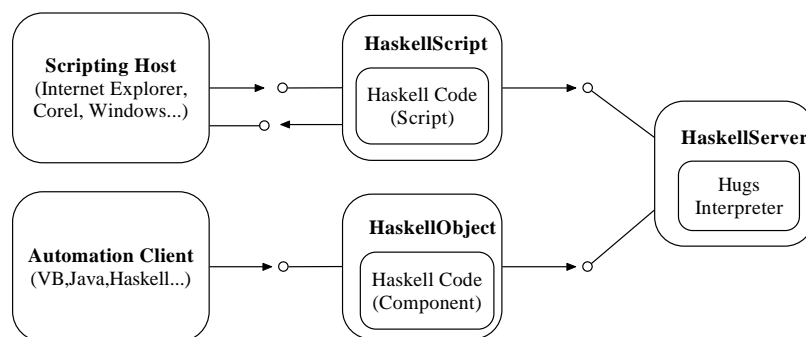 Scripting Host
(Internet Explorer,
Corel, Windows...)
HaskellScript
Haskell Code
(Script)
HaskellServer
Hugs
Interpreter
Automation Client
(VB,Java,Haskell...)
HaskellObject
Haskell Code
(Component)